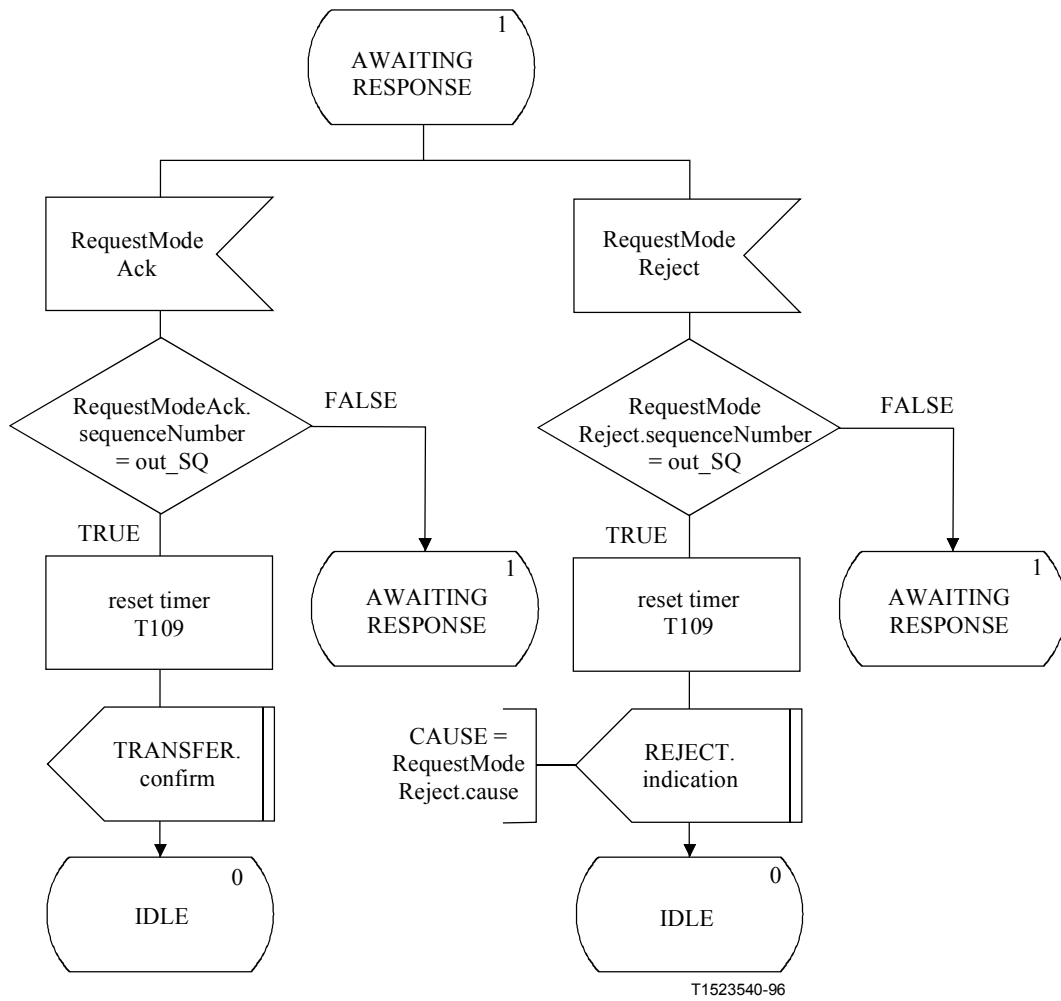 1
AWAITING
RESPONSE
RequestMode
Ack
RequestMode
Reject
RequestModeAck.
sequenceNumber
= out_SQ
FALSE
RequestMode
Reject.sequenceNumber
= out_SQ
FALSE
TRUE
reset timer
T109
1
AWAITING
RESPONSE
TRUE
reset timer
T109
1
AWAITING
RESPONSE
TRANSFER.
confirm
CAUSE =
RequestMode
Reject.cause
REJECT.
indication
0
IDLE
0
IDLE
T1523540-96